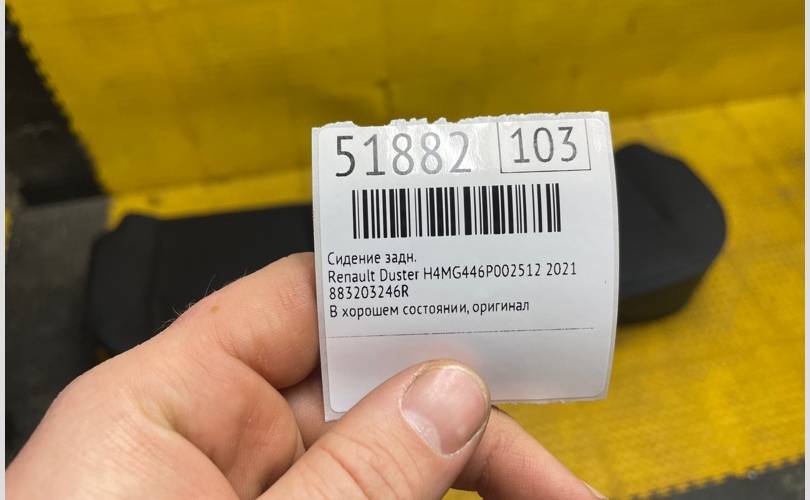 51882 103
Сидение задн.
Renault Duster H4MG446P002512 2021
883203246R
В хорошем состоянии, оригинал